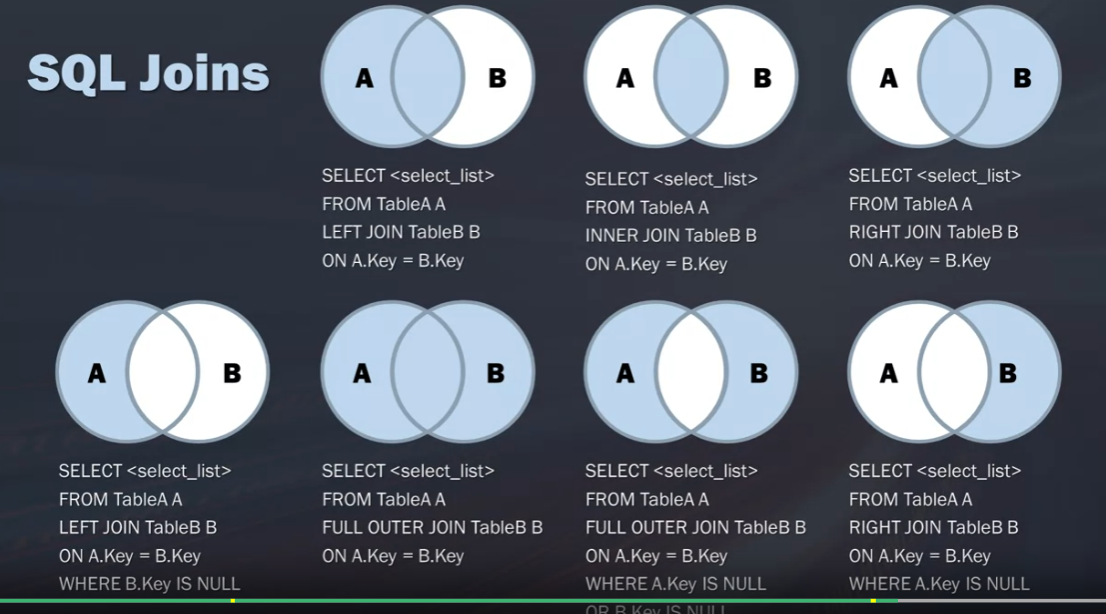 SQL Joins
A B
SELECT <select_list>
FROM TableA A
LEFT JOIN TableB B
ON A.Key = B.Key
A B
SELECT <select_list>
FROM TableA A
INNER JOIN TableB B
ON A.Key = B.Key
A B
SELECT <select_list>
FROM TableA A
RIGHT JOIN TableB B
ON A.Key = B.Key
A B
SELECT <select_list>
FROM TableA A
LEFT JOIN TableB B
ON A.Key = B.Key
WHERE B.Key IS NULL
A B
SELECT <select_list>
FROM TableA A
FULL OUTER JOIN TableB B
ON A.Key = B.Key
A B
SELECT <select_list>
FROM TableA A
FULL OUTER JOIN TableB B
ON A.Key = B.Key
WHERE A.Key IS NULL
OR B.Key IS NULL
A B
SELECT <select_list>
FROM TableA A
RIGHT JOIN TableB B
ON A.Key = B.Key
WHERE A.Key IS NULL